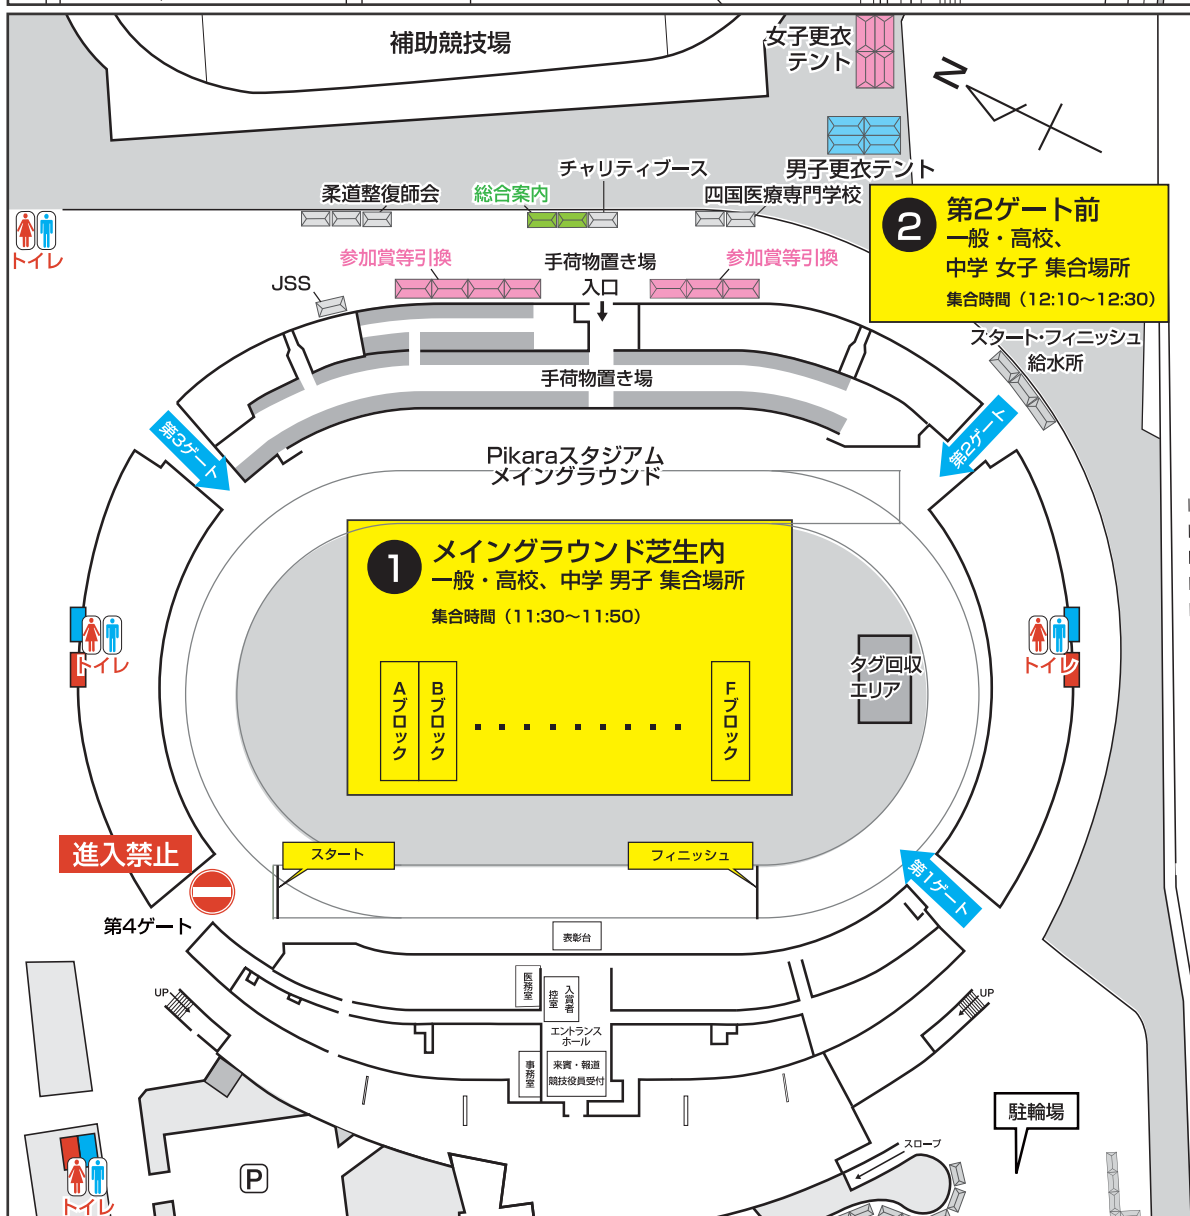 補助競技場
女子更衣
テント
N
男子更衣テント
チャリティブース
柔道整復師会
総合案内
四国医療専門学校
トイレ
2
第2ゲート前
一般・高校、
中学 女子 集合場所
集合時間（12:10〜12:30）
参加賞等引換
手荷物置き場
入口
参加賞等引換
JSS
スタート・フィニッシュ
給水所
手荷物置き場
第3ゲート
第2ゲート
Pikaraスタジアム
メイングラウンド
1
メイングラウンド芝生内
一般・高校、中学 男子 集合場所
集合時間（11:30〜11:50）
トイレ
トイレ
タグ回収
エリア
Aブロック
Bブロック
Fブロック
進入禁止
スタート
フィニッシュ
第1ゲート
第4ゲート
表彰台
医務室
入賞者
控室
UP
UP
エントランス
ホール
事務室
来賓・報道
競技役員受付
駐輪場
スロープ
P
トイレ